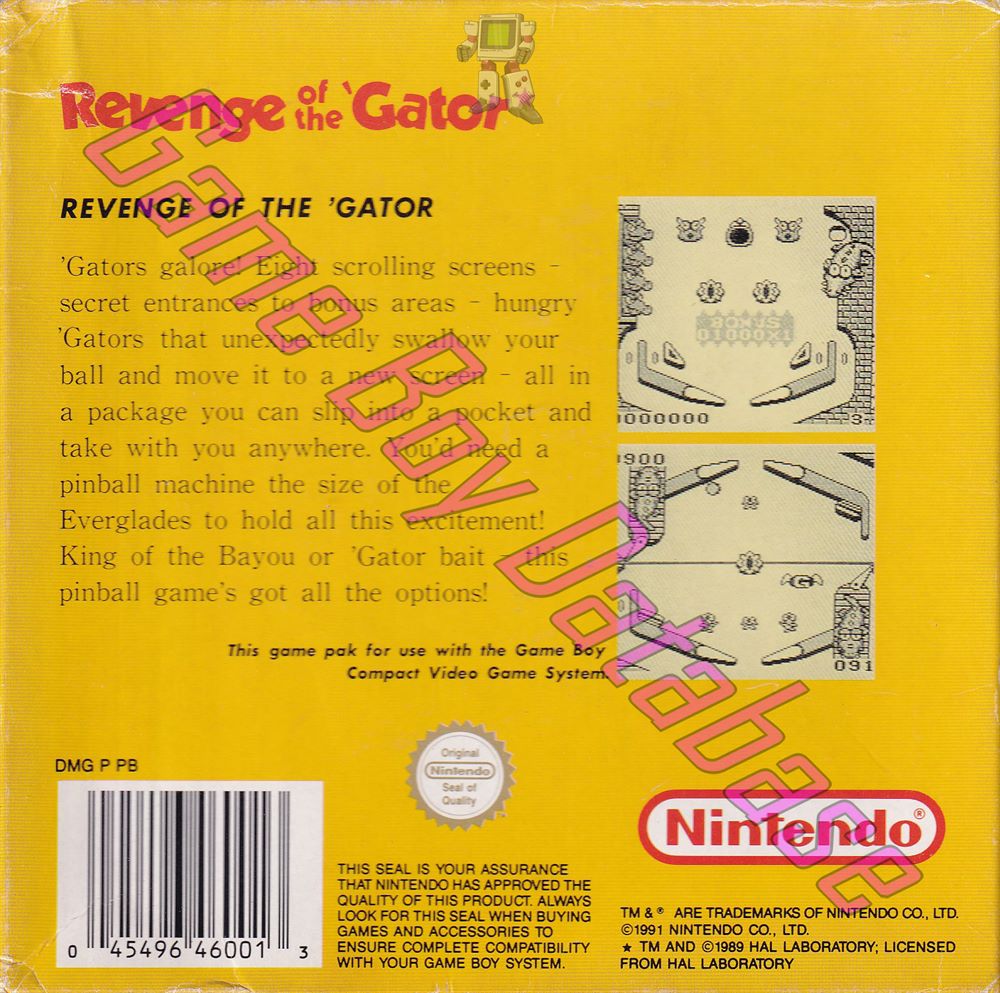 Revenge of the 'Gator
REVENGE OF THE 'GATOR
'Gators galore! Eight scrolling screens –
secret entrances to bonus areas – hungry
'Gators that unexpectedly swallow your
ball and move it to a new screen – all in
a package you can slip into a pocket and
take with you anywhere. You'd need a
pinball machine the size of the
Everglades to hold all this excitement!
King of the Bayou or 'Gator bait – this
pinball game's got all the options!
This game pak for use with the Game Boy
Compact Video Game System.
0000000 3
900
G
091
Game Boy Database
DMG P PB
0 45496 46001 3
Original
Nintendo
Seal of
Quality
THIS SEAL IS YOUR ASSURANCE
THAT NINTENDO HAS APPROVED THE
QUALITY OF THIS PRODUCT. ALWAYS
LOOK FOR THIS SEAL WHEN BUYING
GAMES AND ACCESSORIES TO
ENSURE COMPLETE COMPATIBILITY
WITH YOUR GAME BOY SYSTEM.
Nintendo®
TM & ® ARE TRADEMARKS OF NINTENDO CO., LTD.
©1991 NINTENDO CO., LTD.
★ TM AND ©1989 HAL LABORATORY; LICENSED
FROM HAL LABORATORY